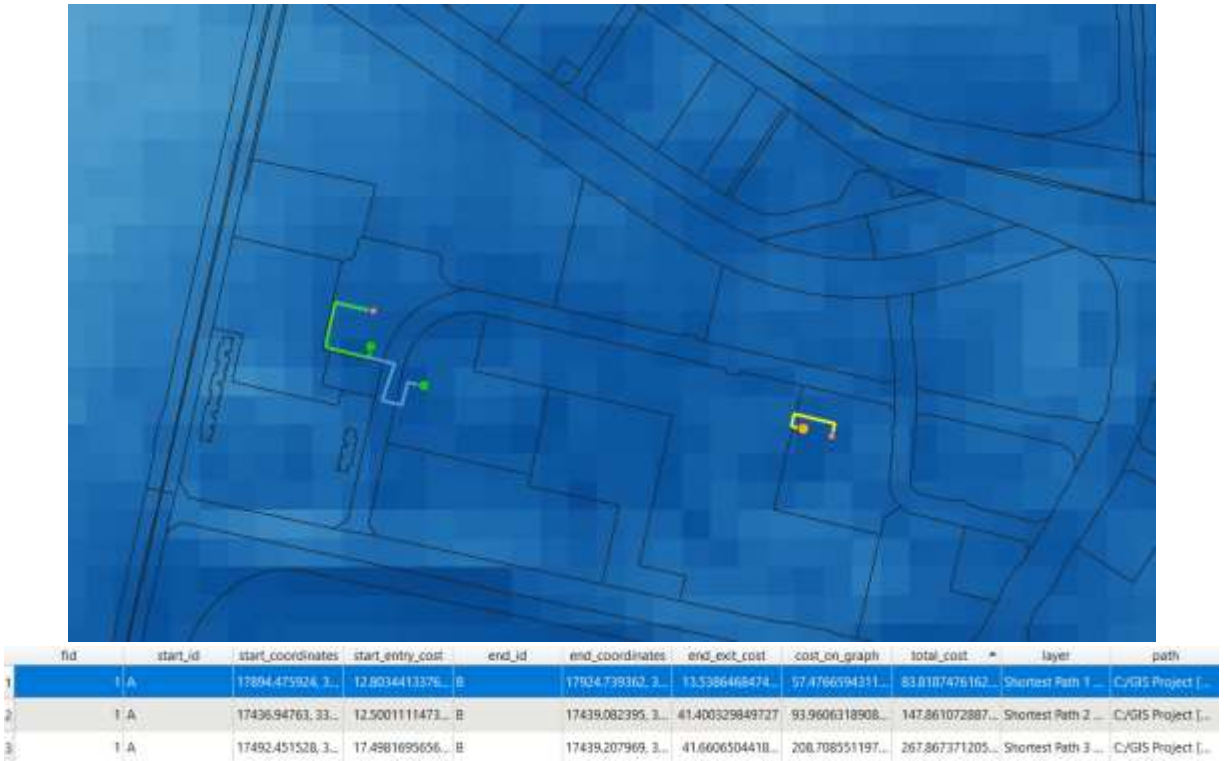 fid start_id start_coordinates start_entry_cost end_id end_coordinates end_exit_cost cost_on_graph total_cost layer path
1 1 A 17894.475924, 3... 12.8034413376... B 17924.739362, 3... 13.5386468474... 57.4766594311... 83.8187476162... Shortest Path 1 ... C:/GIS Project [...
2 1 A 17436.94763, 33... 12.5001111473... B 17439.082395, 3... 41.400329849727 93.9606318908... 147.861072887... Shortest Path 2 ... C:/GIS Project [...
3 1 A 17492.451528, 3... 17.4981695656... B 17439.207969, 3... 41.6606504418... 208.708551197... 267.867371205... Shortest Path 3 ... C:/GIS Project [...